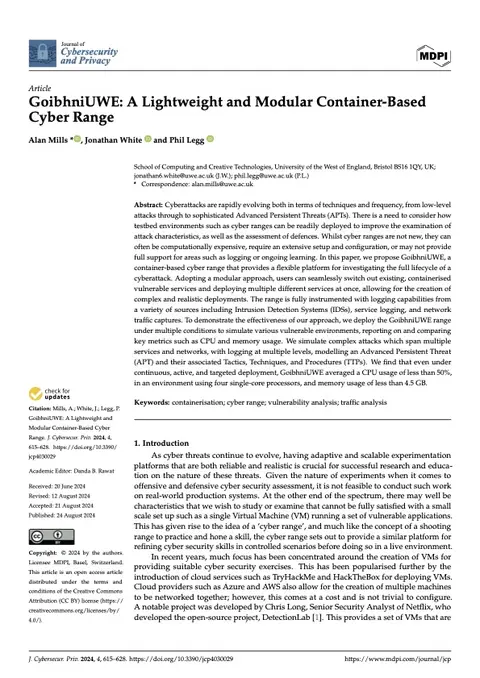 Journal of
Cybersecurity
and Privacy
MDPI
Article
GoibhniUWE: A Lightweight and Modular Container-Based
Cyber Range
Alan Mills *, Jonathan White and Phil Legg
School of Computing and Creative Technologies, University of the West of England, Bristol BS16 1QY, UK;
jonathan6.white@uwe.ac.uk (J.W.); phil.legg@uwe.ac.uk (P.L.)
* Correspondence: alan.mills@uwe.ac.uk
Abstract: Cyberattacks are rapidly evolving both in terms of techniques and frequency, from low-level
attacks through to sophisticated Advanced Persistent Threats (APTs). There is a need to consider how
testbed environments such as cyber ranges can be readily deployed to improve the examination of
attack characteristics, as well as the assessment of defences. Whilst cyber ranges are not new, they can
often be computationally expensive, require an extensive setup and configuration, or may not provide
full support for areas such as logging or ongoing learning. In this paper, we propose GoibhniUWE, a
container-based cyber range that provides a flexible platform for investigating the full lifecycle of a
cyberattack. Adopting a modular approach, users can seamlessly switch out existing, containerised
vulnerable services and deploying multiple different services at once, allowing for the creation of
complex and realistic deployments. The range is fully instrumented with logging capabilities from
a variety of sources including Intrusion Detection Systems (IDSs), service logging, and network
traffic captures. To demonstrate the effectiveness of our approach, we deploy the GoibhniUWE range
under multiple conditions to simulate various vulnerable environments, reporting on and comparing
key metrics such as CPU and memory usage. We simulate complex attacks which span multiple
services and networks, with logging at multiple levels, modelling an Advanced Persistent Threat
(APT) and their associated Tactics, Techniques, and Procedures (TTPs). We find that even under
continuous, active, and targeted deployment, GoibhniUWE averaged a CPU usage of less than 50%,
in an environment using four single-core processors, and memory usage of less than 4.5 GB.
Keywords: containerisation; cyber range; vulnerability analysis; traffic analysis
check for
updates
Citation: Mills, A.; White, J.; Legg, P.
GoibhniUWE: A Lightweight and
Modular Container-Based Cyber
Range. J. Cybersecur. Priv. 2024, 4,
615–628. https://doi.org/10.3390/
jcp4030029
Academic Editor: Danda B. Rawat
Received: 20 June 2024
Revised: 12 August 2024
Accepted: 21 August 2024
Published: 24 August 2024
CC BY
Copyright: © 2024 by the authors.
Licensee MDPI, Basel, Switzerland.
This article is an open access article
distributed under the terms and
conditions of the Creative Commons
Attribution (CC BY) license (https://
creativecommons.org/licenses/by/
4.0/).
1. Introduction
As cyber threats continue to evolve, having adaptive and scalable experimentation
platforms that are both reliable and realistic is crucial for successful research and educa-
tion on the nature of these threats. Given the nature of experiments when it comes to
offensive and defensive cyber security assessment, it is not feasible to conduct such work
on real-world production systems. At the other end of the spectrum, there may well be
characteristics that we wish to study or examine that cannot be fully satisfied with a small
scale set up such as a single Virtual Machine (VM) running a set of vulnerable applications.
This has given rise to the idea of a ‘cyber range’, and much like the concept of a shooting
range to practice and hone a skill, the cyber range sets out to provide a similar platform for
refining cyber security skills in controlled scenarios before doing so in a live environment.
In recent years, much focus has been concentrated around the creation of VMs for
providing suitable cyber security exercises. This has been popularised further by the
introduction of cloud services such as TryHackMe and HackTheBox for deploying VMs.
Cloud providers such as Azure and AWS also allow for the creation of multiple machines
to be networked together; however, this comes at a cost and is not trivial to configure.
A notable project was developed by Chris Long, Senior Security Analyst of Netflix, who
developed the open-source project, DetectionLab [1]. This provides a set of VMs that are
J. Cybersecur. Priv. 2024, 4, 615–628. https://doi.org/10.3390/jcp4030029
https://www.mdpi.com/journal/jcp